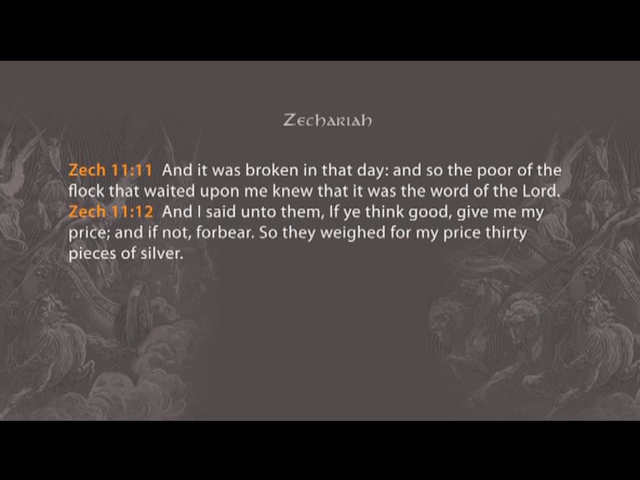 Zechariah
Zech 11:11 And it was broken in that day: and so the poor of the
flock that waited upon me knew that it was the word of the Lord.
Zech 11:12 And I said unto them, If ye think good, give me my
price; and if not, forbear. So they weighed for my price thirty
pieces of silver.